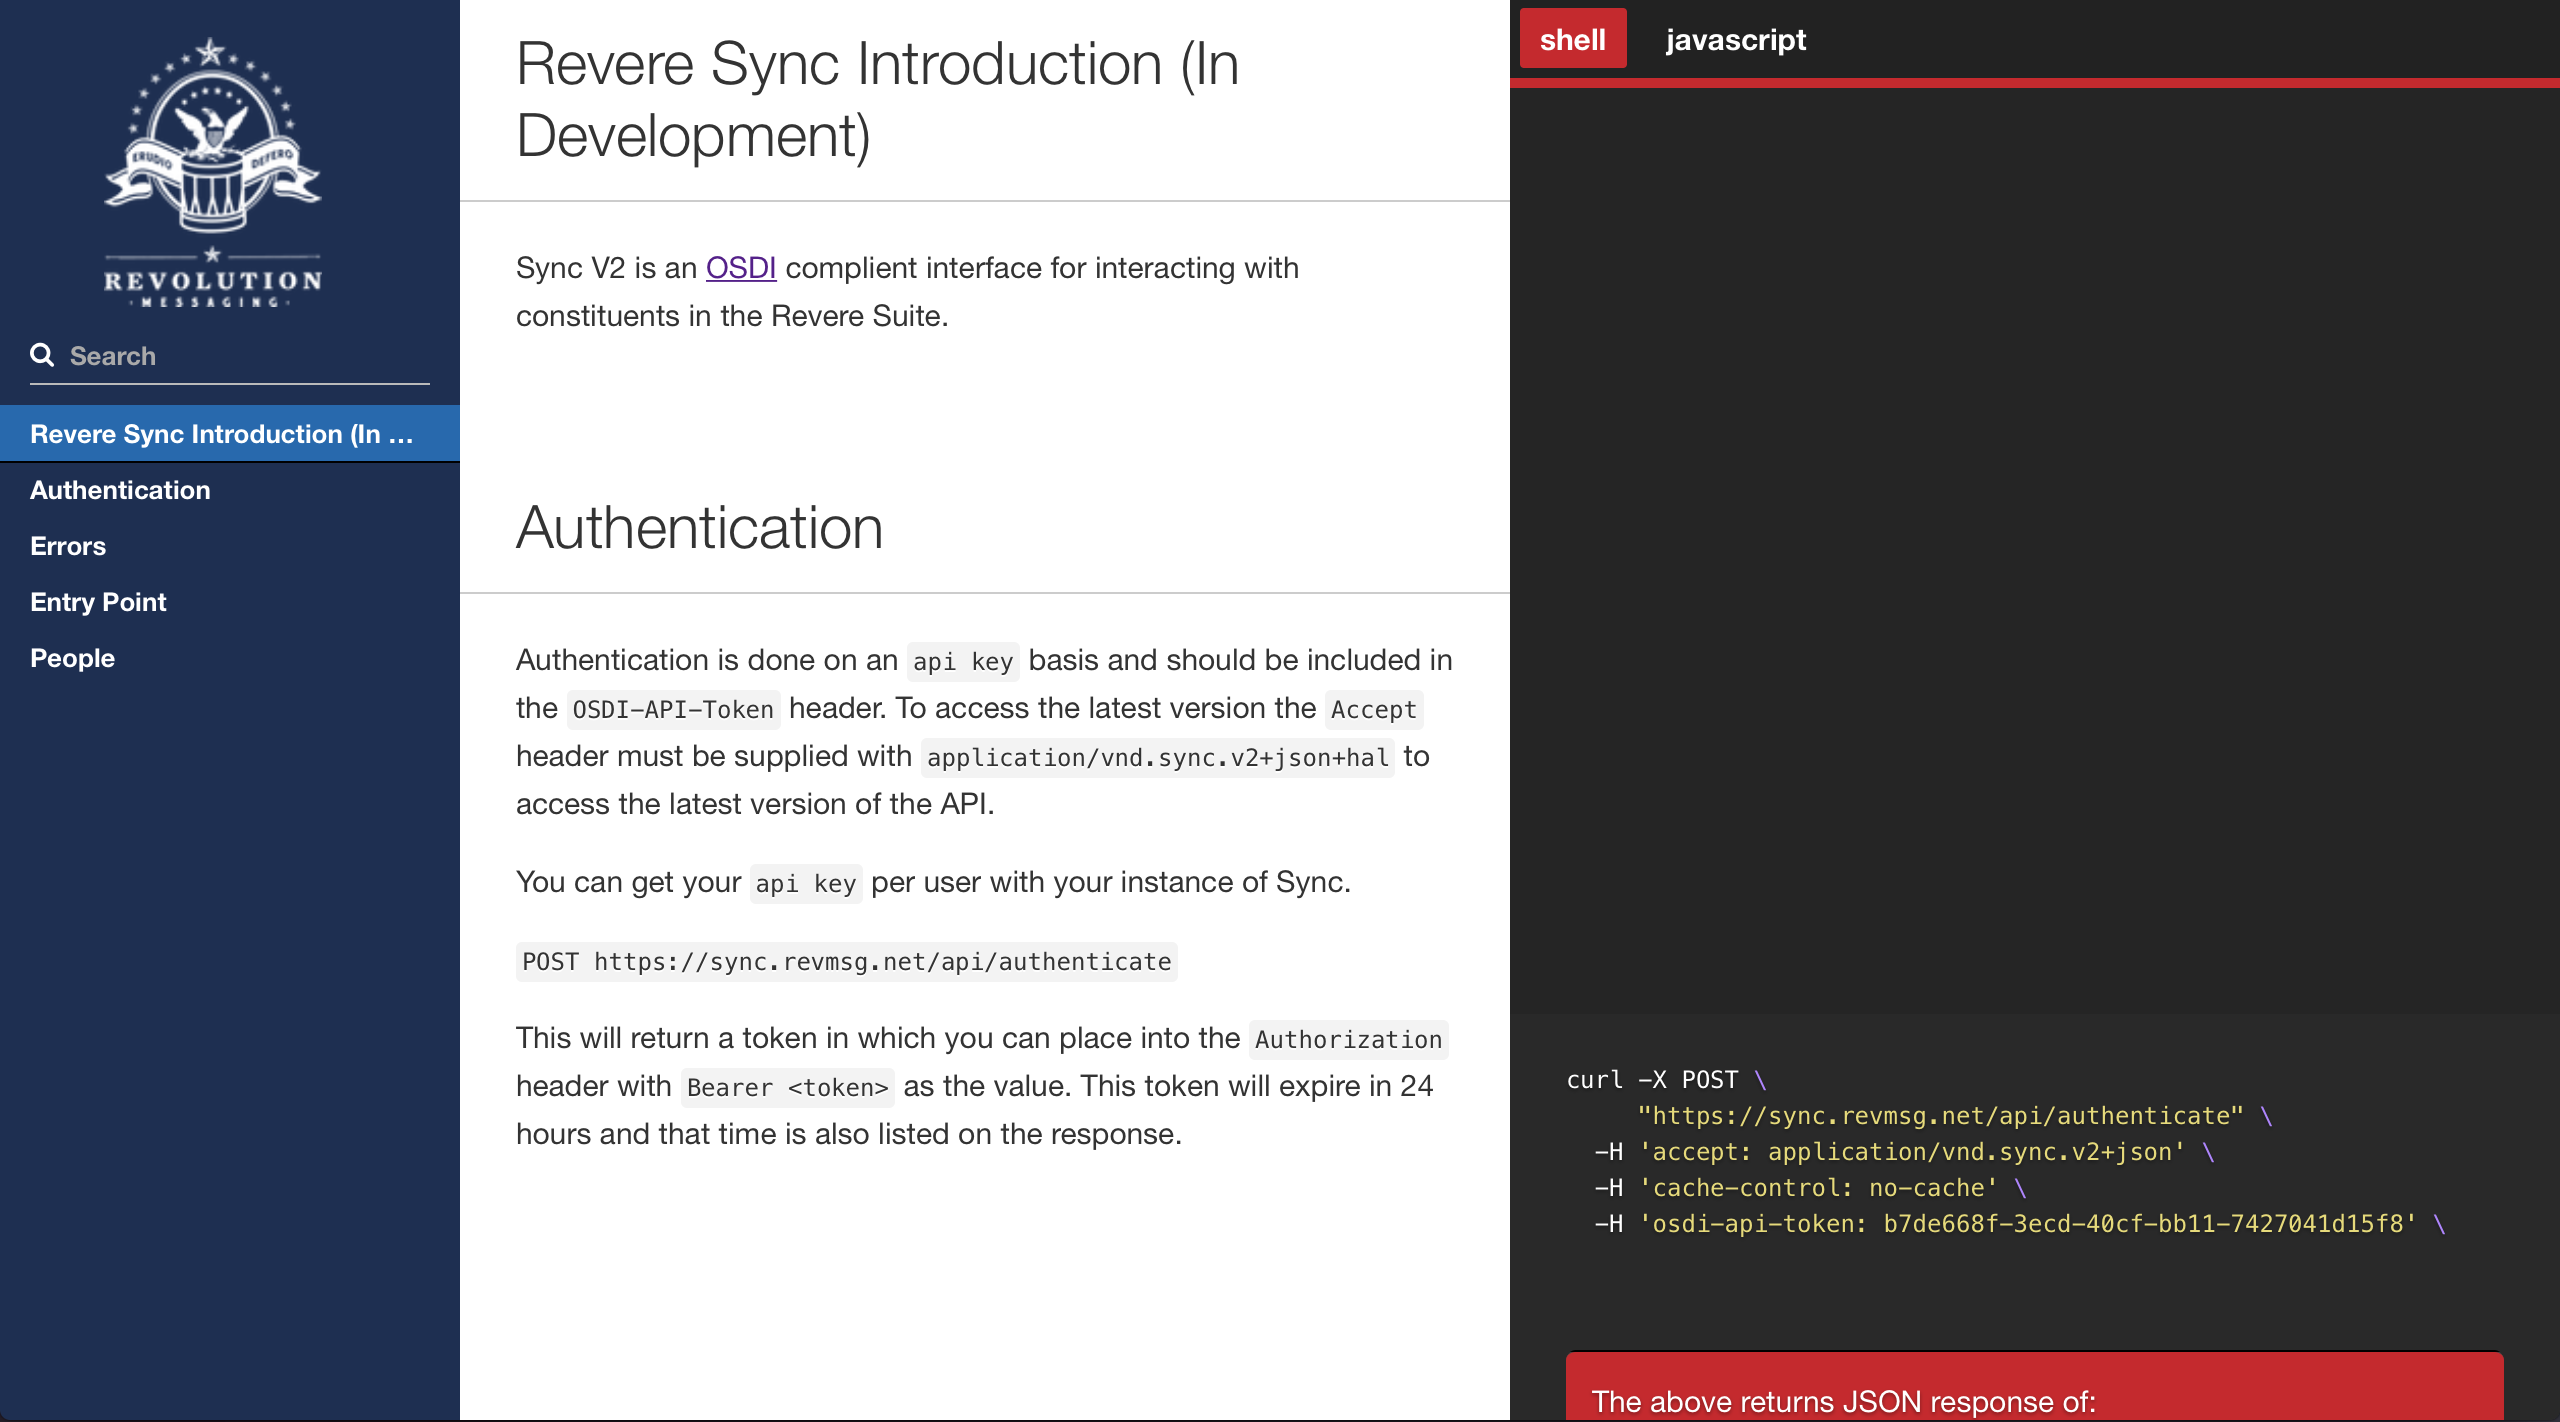 ERUDIO DEFERO
REVOLUTION
MESSAGING
Search
Revere Sync Introduction (In ...
Authentication
Errors
Entry Point
People
Revere Sync Introduction (In
Development)
Sync V2 is an OSDI complient interface for interacting with
constituents in the Revere Suite.
Authentication
Authentication is done on an api key basis and should be included in
the OSDI-API-Token header. To access the latest version the Accept
header must be supplied with application/vnd.sync.v2+json+hal to
access the latest version of the API.
You can get your api key per user with your instance of Sync.
POST https://sync.revmsg.net/api/authenticate
This will return a token in which you can place into the Authorization
header with Bearer <token> as the value. This token will expire in 24
hours and that time is also listed on the response.
shell javascript
curl -X POST \
"https://sync.revmsg.net/api/authenticate" \
-H 'accept: application/vnd.sync.v2+json' \
-H 'cache-control: no-cache' \
-H 'osdi-api-token: b7de668f-3ecd-40cf-bb11-7427041d15f8' \
The above returns JSON response of: